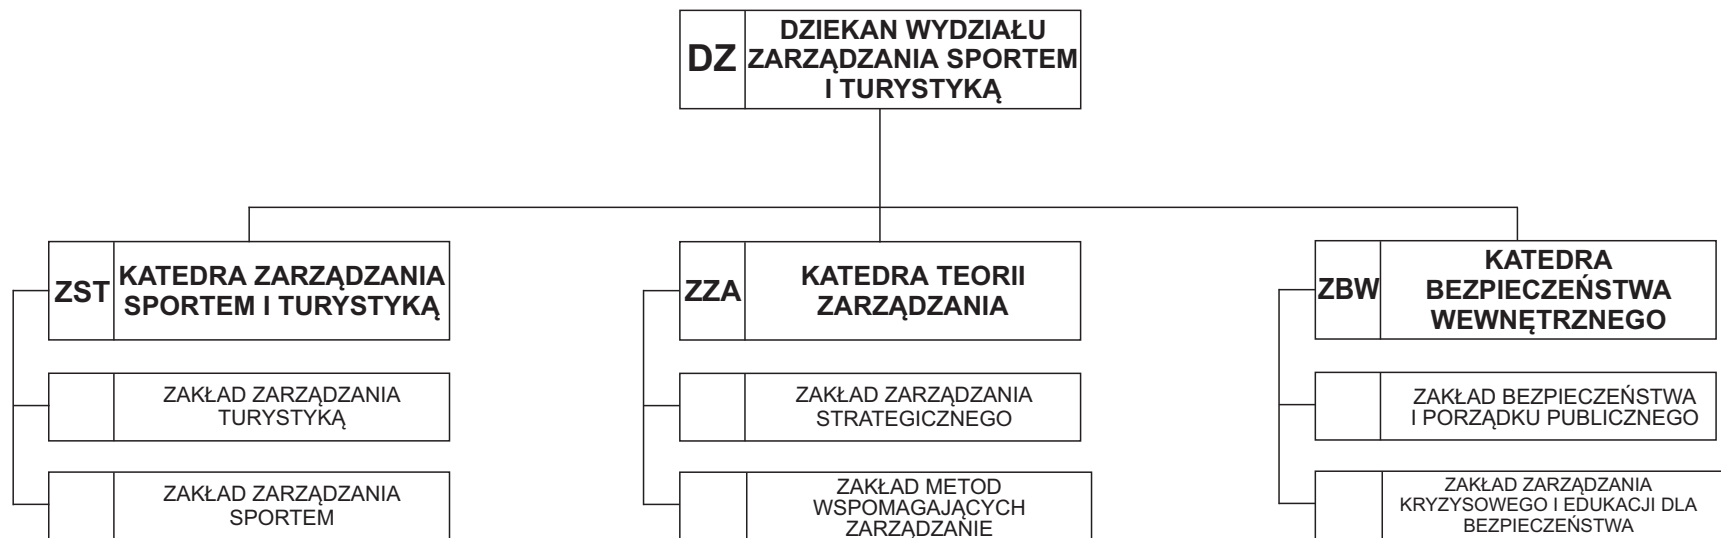 DZ
DZIEKAN WYDZIAŁU
ZARZĄDZANIA SPORTEM
I TURYSTYKĄ
ZST
KATEDRA ZARZĄDZANIA
SPORTEM I TURYSTYKĄ
ZZA
KATEDRA TEORII
ZARZĄDZANIA
ZBW
KATEDRA
BEZPIECZEŃSTWA
WEWNĘTRZNEGO
ZAKŁAD ZARZĄDZANIA
TURYSTYKĄ
ZAKŁAD ZARZĄDZANIA
STRATEGICZNEGO
ZAKŁAD BEZPIECZEŃSTWA
I PORZĄDKU PUBLICZNEGO
ZAKŁAD ZARZĄDZANIA
SPORTEM
ZAKŁAD METOD
WSPOMAGAJĄCYCH
ZARZĄDZANIE
ZAKŁAD ZARZĄDZANIA
KRYZYSOWEGO I EDUKACJI DLA
BEZPIECZEŃSTWA